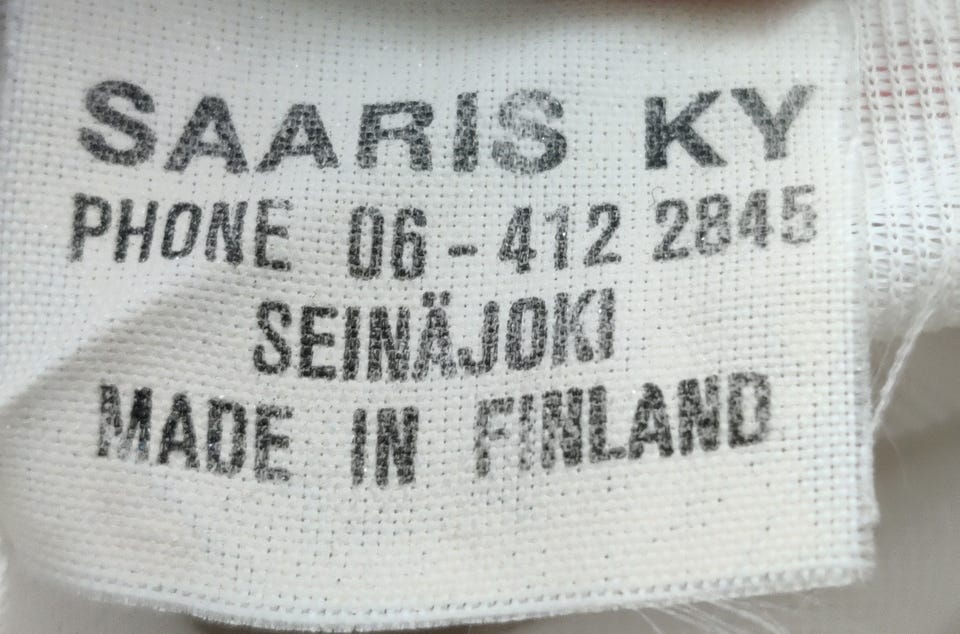 SAARIS KY
PHONE 06-412 2845
SEINÄJOKI
MADE IN FINLAND